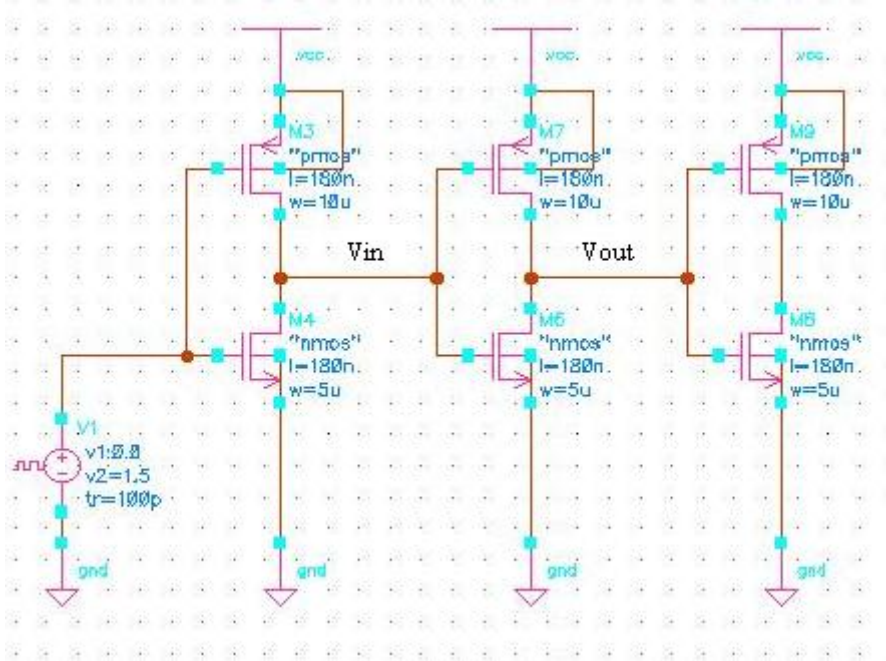 vcc
vcc
vcc
M3
"pmos"
l=180n
w=10u
M7
"pmos"
l=180n
w=10u
M9
"pmos"
l=180n
w=10u
Vin
Vout
M4
"nmos"
l=180n
w=5u
"nmos"
l=180n
w=5u
"nmos"
l=180n
w=5u
V1
v1:0.0
v2=1.5
tr=100p
gnd
gnd
gnd
gnd